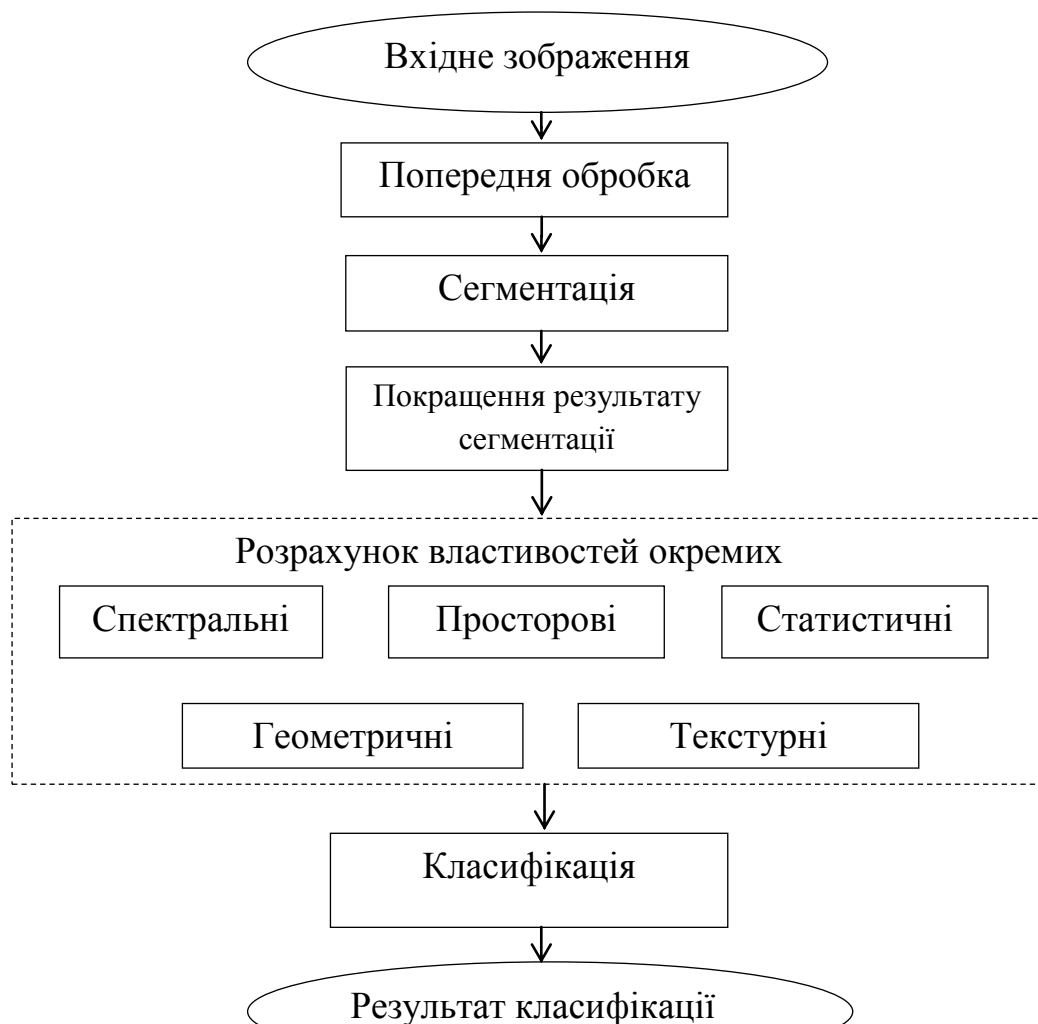 Вхідне зображення
Попередня обробка
Сегментація
Покращення результату
сегментації
Розрахунок властивостей окремих
Спектральні
Просторові
Статистичні
Геометричні
Текстурні
Класифікація
Результат класифікації